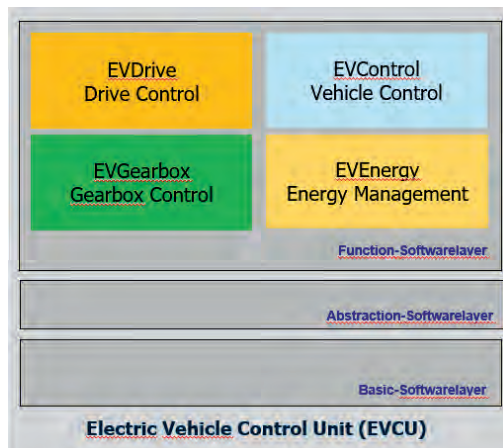 EVDrive
Drive Control
EVControl
Vehicle Control
EVGearbox
Gearbox Control
EVEnergy
Energy Management
Function-Softwarelayer
Abstraction-Softwarelayer
Basic-Softwarelayer
Electric Vehicle Control Unit (EVCU)